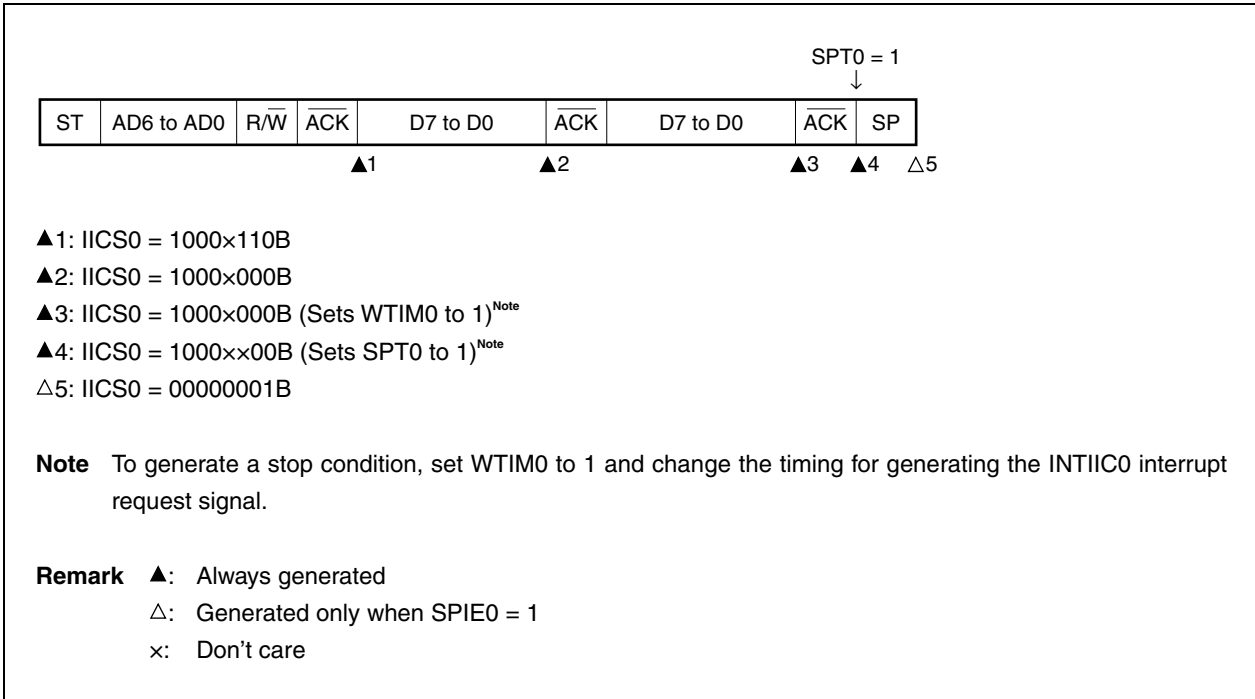 SPT0 = 1
↓
ST AD6 to AD0 R/W̅ A̅C̅K̅ D7 to D0 A̅C̅K̅ D7 to D0 A̅C̅K̅ SP
▲1 ▲2 ▲3 ▲4 △5
▲1: IICS0 = 1000×110B
▲2: IICS0 = 1000×000B
▲3: IICS0 = 1000×000B (Sets WTIM0 to 1)Note
▲4: IICS0 = 1000××00B (Sets SPT0 to 1)Note
△5: IICS0 = 00000001B
Note To generate a stop condition, set WTIM0 to 1 and change the timing for generating the INTIIC0 interrupt
request signal.
Remark ▲: Always generated
△: Generated only when SPIE0 = 1
×: Don't care